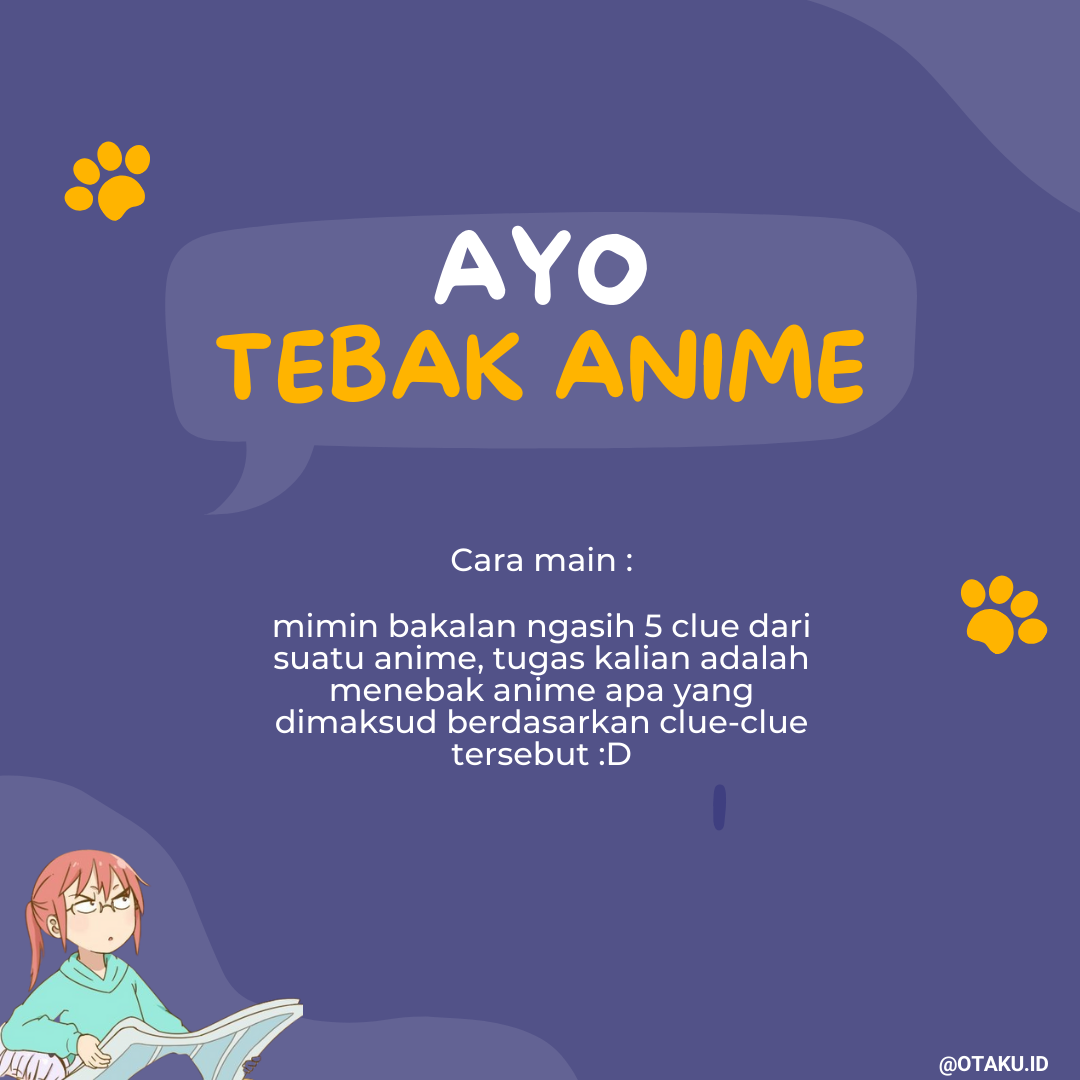 AYO
TEBAK ANIME
Cara main :
mimin bakalan ngasih 5 clue dari
suatu anime, tugas kalian adalah
menebak anime apa yang
dimaksud berdasarkan clue-clue
tersebut :D
@OTAKU.ID